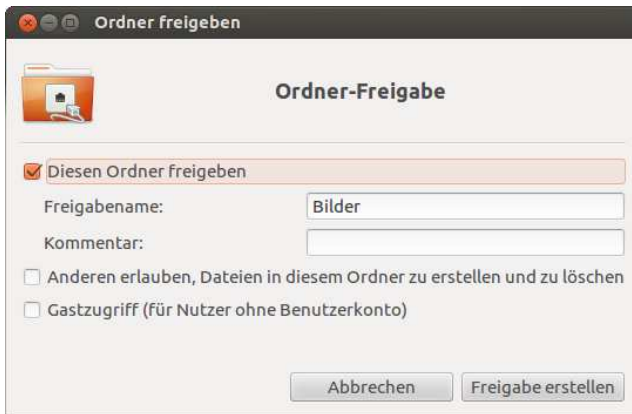 Ordner freigeben
Ordner-Freigabe
Diesen Ordner freigeben
Freigabename: Bilder
Kommentar:
Anderen erlauben, Dateien in diesem Ordner zu erstellen und zu löschen
Gastzugriff (für Nutzer ohne Benutzerkonto)
Abbrechen Freigabe erstellen